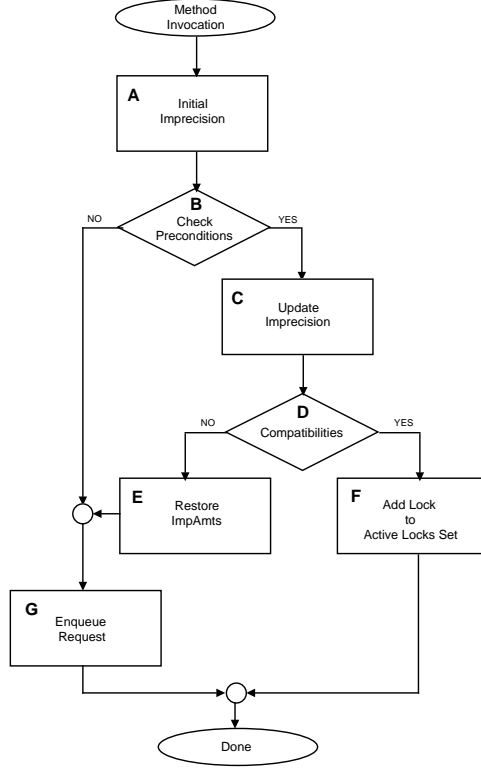 Method
Invocation
A
Initial
Imprecision
B
NO
YES
Check
Preconditions
C
Update
Imprecision
D
NO
YES
Compatibilities
E
Restore
ImpAmts
F
Add Lock
to
Active Locks Set
G
Enqueue
Request
Done